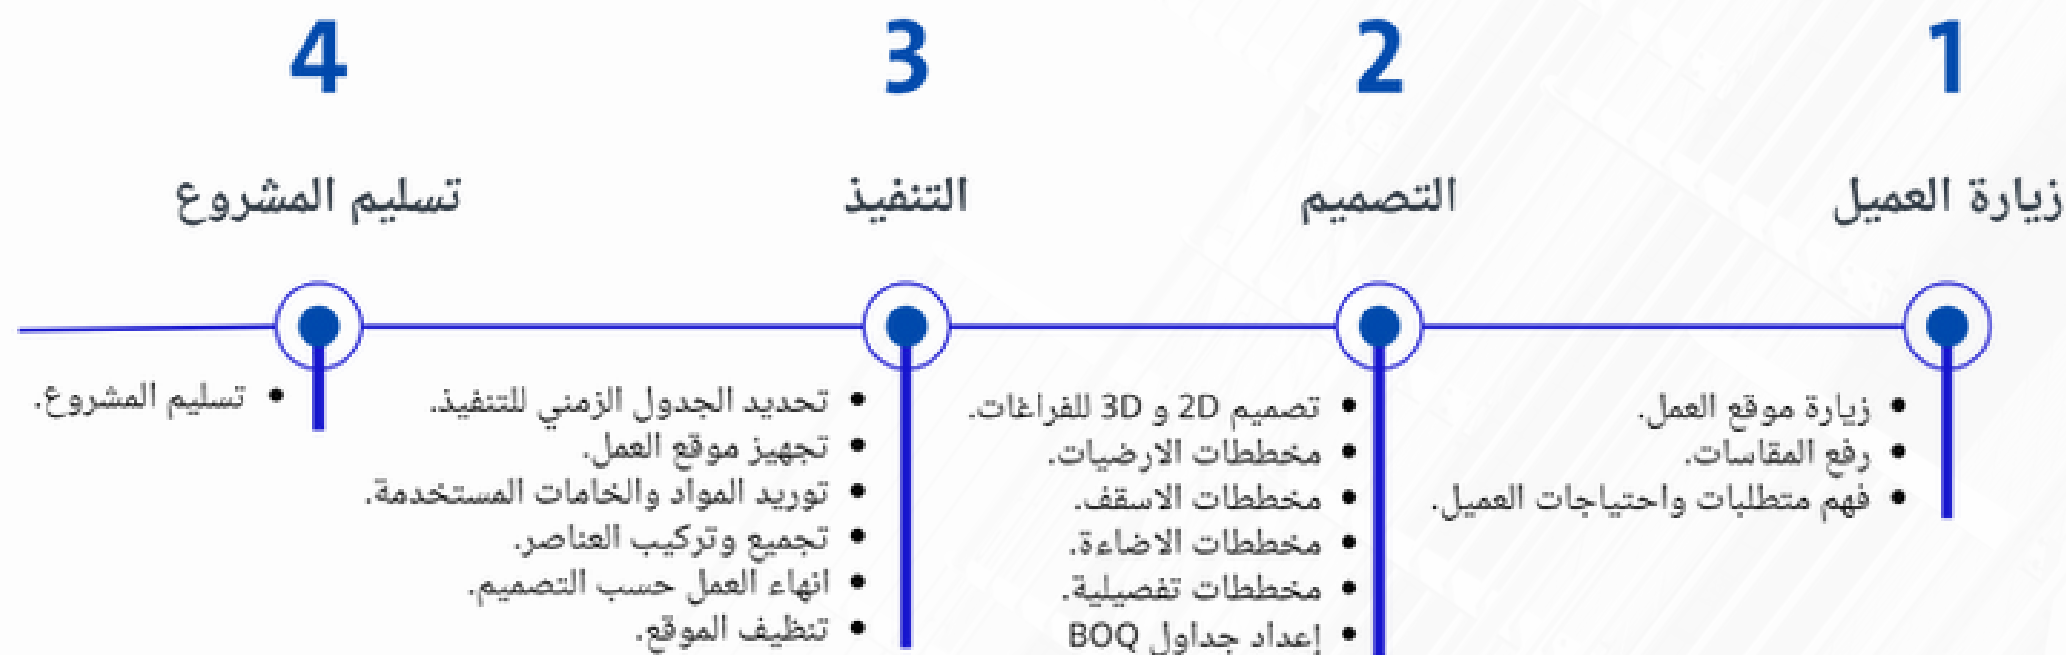 1
زيارة العميل
• زيارة موقع العمل.
• رفع المقاسات.
• فهم متطلبات واحتياجات العميل.
2
التصميم
• تصميم 2D و 3D للفراغات.
• مخططات الارضيات.
• مخططات الاسقف.
• مخططات الاضاءة.
• مخططات تفصيلية.
• إعداد جداول BOQ
3
التنفيذ
• تحديد الجدول الزمني للتنفيذ.
• تجهيز موقع العمل.
• توريد المواد والخامات المستخدمة.
• تجميع وتركيب العناصر.
• انهاء العمل حسب التصميم.
• تنظيف الموقع.
4
تسليم المشروع
• تسليم المشروع.